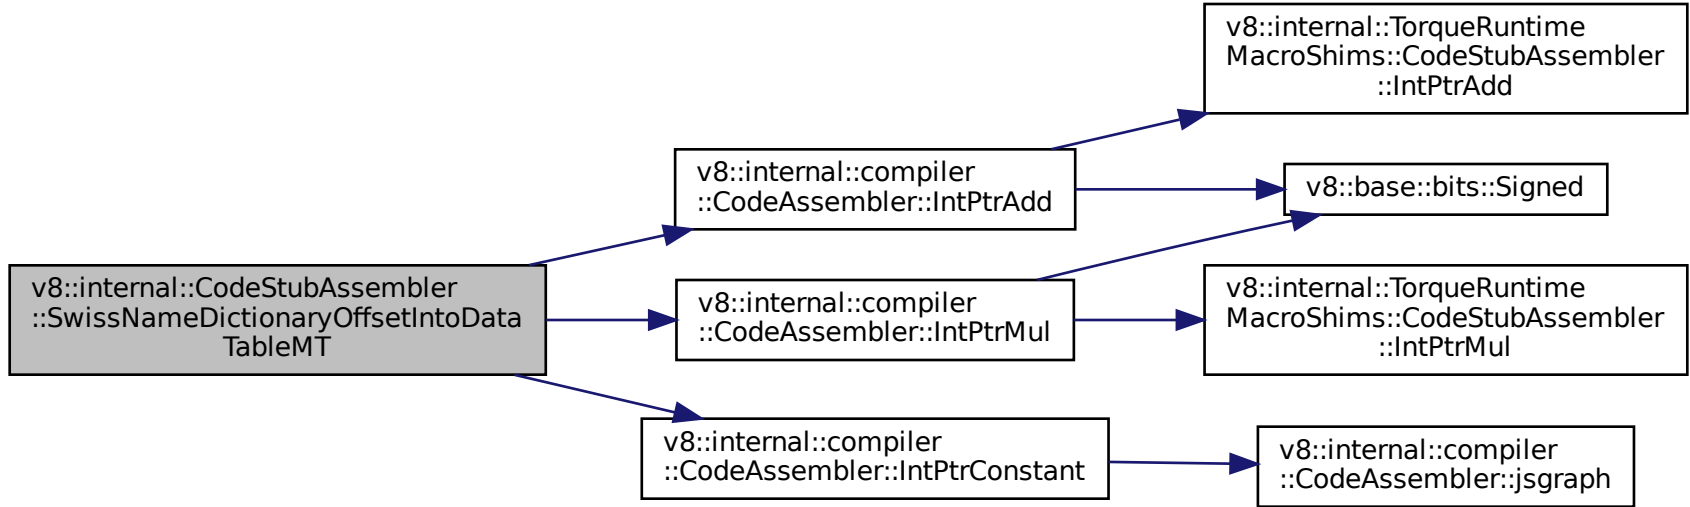 v8::internal::CodeStubAssembler
::SwissNameDictionaryOffsetIntoData
TableMT
v8::internal::compiler
::CodeAssembler::IntPtrAdd
v8::internal::compiler
::CodeAssembler::IntPtrMul
v8::internal::compiler
::CodeAssembler::IntPtrConstant
v8::internal::TorqueRuntime
MacroShims::CodeStubAssembler
::IntPtrAdd
v8::base::bits::Signed
v8::internal::TorqueRuntime
MacroShims::CodeStubAssembler
::IntPtrMul
v8::internal::compiler
::CodeAssembler::jsgraph